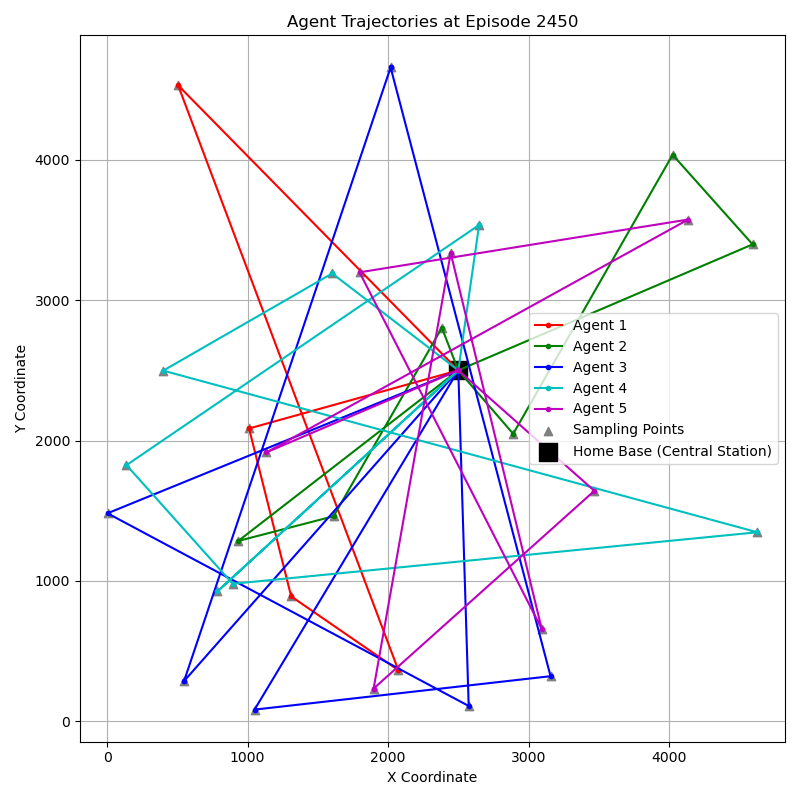 Agent Trajectories at Episode 2450
Y Coordinate
4000
3000
2000
1000
0
Agent 1
Agent 2
Agent 3
Agent 4
Agent 5
Sampling Points
Home Base (Central Station)
0 1000 2000 3000 4000
X Coordinate